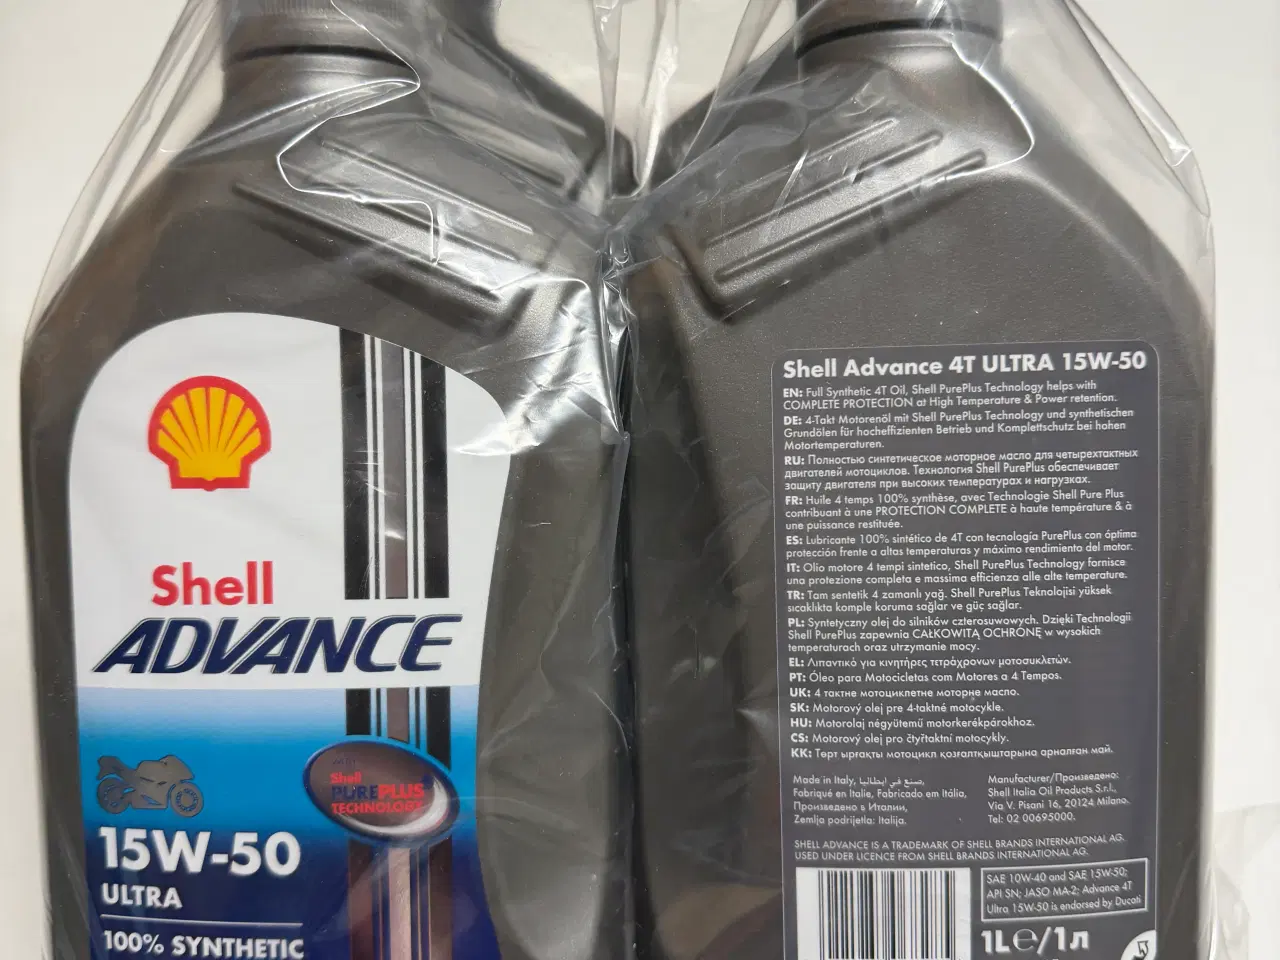 Shell
ADVANCE
Shell
PUREPLUS
TECHNOLOGY
15W-50
ULTRA
100% SYNTHETIC
Shell Advance 4T ULTRA 15W-50
EN: Full Synthetic 4T Oil, Shell PurePlus Technology helps with
COMPLETE PROTECTION at High Temperature & Power retention.
DE: 4-Takt Motorenöl mit Shell PurePlus Technology und synthetischen
Grundölen für hocheffizienten Betrieb und Komplettschutz bei hohen
Motortemperaturen.
RU: Полностью синтетическое моторное масло для четырехтактных
двигателей мотоциклов. Технология Shell PurePlus обеспечивает
защиту двигателя при высоких температурах и нагрузках.
FR: Huile 4 temps 100% synthèse, avec Technologie Shell Pure Plus
contribuant à une PROTECTION COMPLETE à haute température & à
une puissance restituée.
ES: Lubricante 100% sintético de 4T con tecnología PurePlus con óptima
protección frente a altas temperaturas y máximo rendimiento del motor.
IT: Olio motore 4 tempi sintetico, Shell PurePlus Technology fornisce
una protezione completa e massima efficienza alle alte temperature.
TR: Tam sentetik 4 zamanlı yağ. Shell PurePlus Teknolojisi yüksek
sıcaklıkta komple koruma sağlar ve güç sağlar.
PL: Syntetyczny olej do silników czterosuwowych. Dzięki Technologii
Shell PurePlus zapewnia CAŁKOWITĄ OCHRONĘ w wysokich
temperaturach oraz utrzymanie mocy.
EL: Λιπαντικό για κινητήρες τετράχρονων μοτοσυκλετών.
PT: Óleo para Motocicletas com Motores a 4 Tempos.
UK: 4 тактне мотоциклетне моторне масло.
SK: Motorový olej pre 4-taktné motocykle.
HU: Motorolaj négyütemű motorkerékpárokhoz.
CS: Motorový olej pro čtyřtaktní motocykly.
KK: Төрт ырғақты мотоцикл қозғалтқыштарына арналған май.
Made in Italy, صنع في ايطاليا,
Fabriqué en Italie, Fabricado em Itália,
Произведено в Италии,
Zemlja podrijetla: Italija.
Manufacturer/Произведено:
Shell Italia Oil Products S.r.l.,
Via V. Pisani 16, 20124 Milano.
Tel: 02 00695000.
SHELL ADVANCE IS A TRADEMARK OF SHELL BRANDS INTERNATIONAL AG.
USED UNDER LICENCE FROM SHELL BRANDS INTERNATIONAL AG.
SAE 10W-40 and SAE 15W-50;
API SN; JASO MA-2; Advance 4T
Ultra 15W-50 is endorsed by Ducati
1L℮/1л